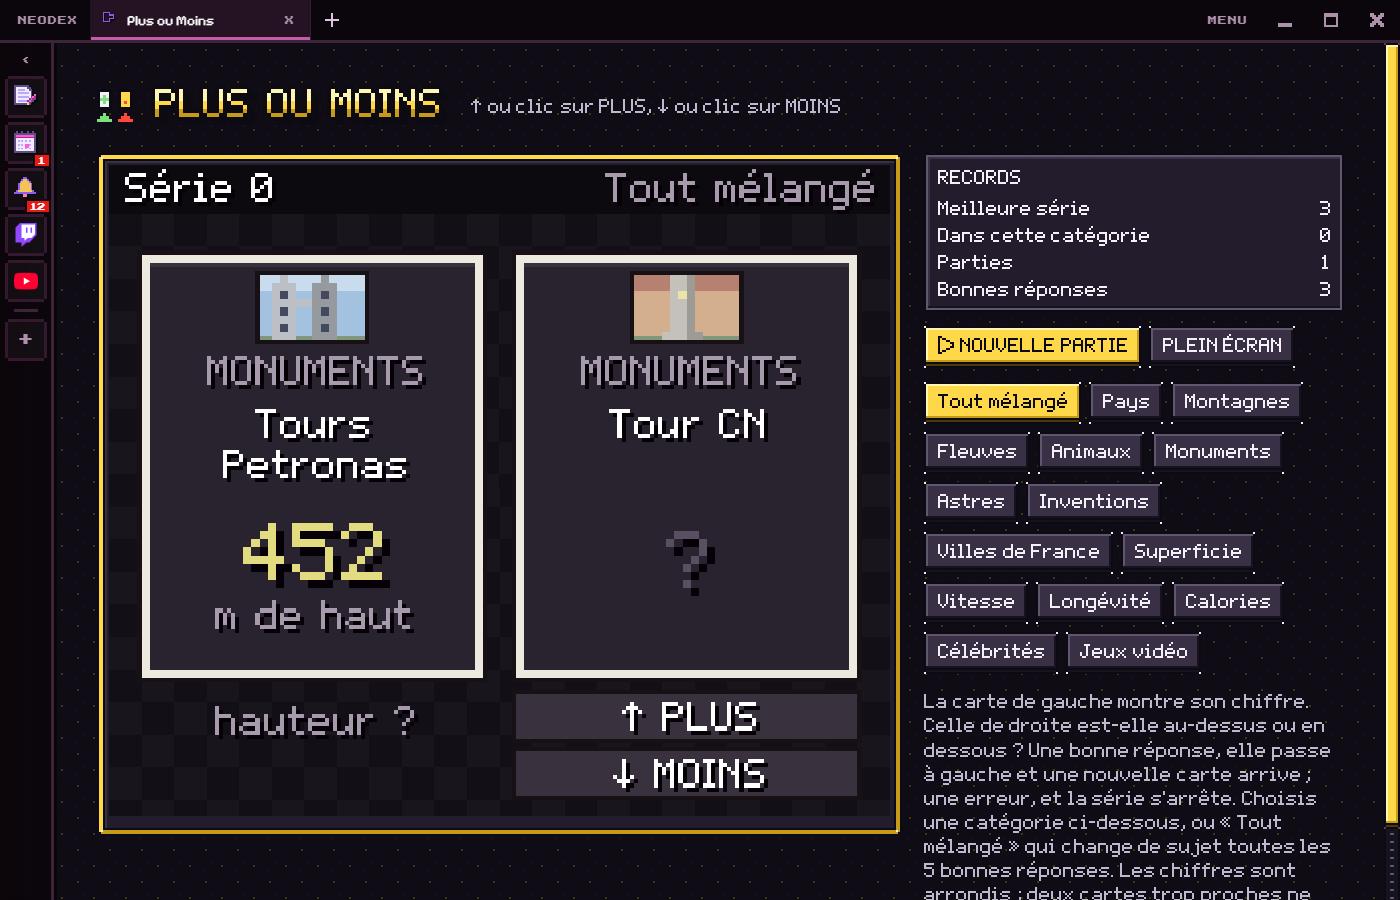 NEODEX
Plus ou Moins
MENU
1
12
PLUS OU MOINS
↑ ou clic sur PLUS, ↓ ou clic sur MOINS
Série 0
Tout mélangé
MONUMENTS
Tours
Petronas
452
m de haut
MONUMENTS
Tour CN
?
hauteur ?
↑ PLUS
↓ MOINS
RECORDS
Meilleure série 3
Dans cette catégorie 0
Parties 1
Bonnes réponses 3
NOUVELLE PARTIE
PLEIN ÉCRAN
Tout mélangé Pays Montagnes
Fleuves Animaux Monuments
Astres Inventions
Villes de France Superficie
Vitesse Longévité Calories
Célébrités Jeux vidéo
La carte de gauche montre son chiffre.
Celle de droite est-elle au-dessus ou en
dessous ? Une bonne réponse, elle passe
à gauche et une nouvelle carte arrive ;
une erreur, et la série s'arrête. Choisis
une catégorie ci-dessous, ou « Tout
mélangé » qui change de sujet toutes les
5 bonnes réponses. Les chiffres sont
arrondis ; deux cartes trop proches ne